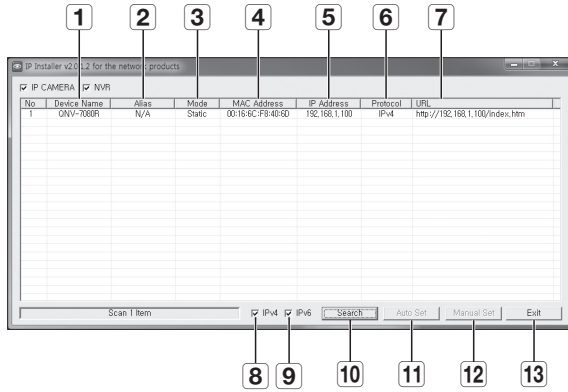 1 2 3 4 5 6 7
IP Installer v2.0.1.2 for the network products
IP CAMERA NVR
No Device Name Alias Mode MAC Address IP Address Protocol URL
1 QNV-7080R N/A Static 00:16:6C:F8:40:6D 192,168,1,100 IPv4 http://192,168,1,100/index,htm
Scan 1 Item IPv4 IPv6 Search Auto Set Manual Set Exit
8 9 10 11 12 13